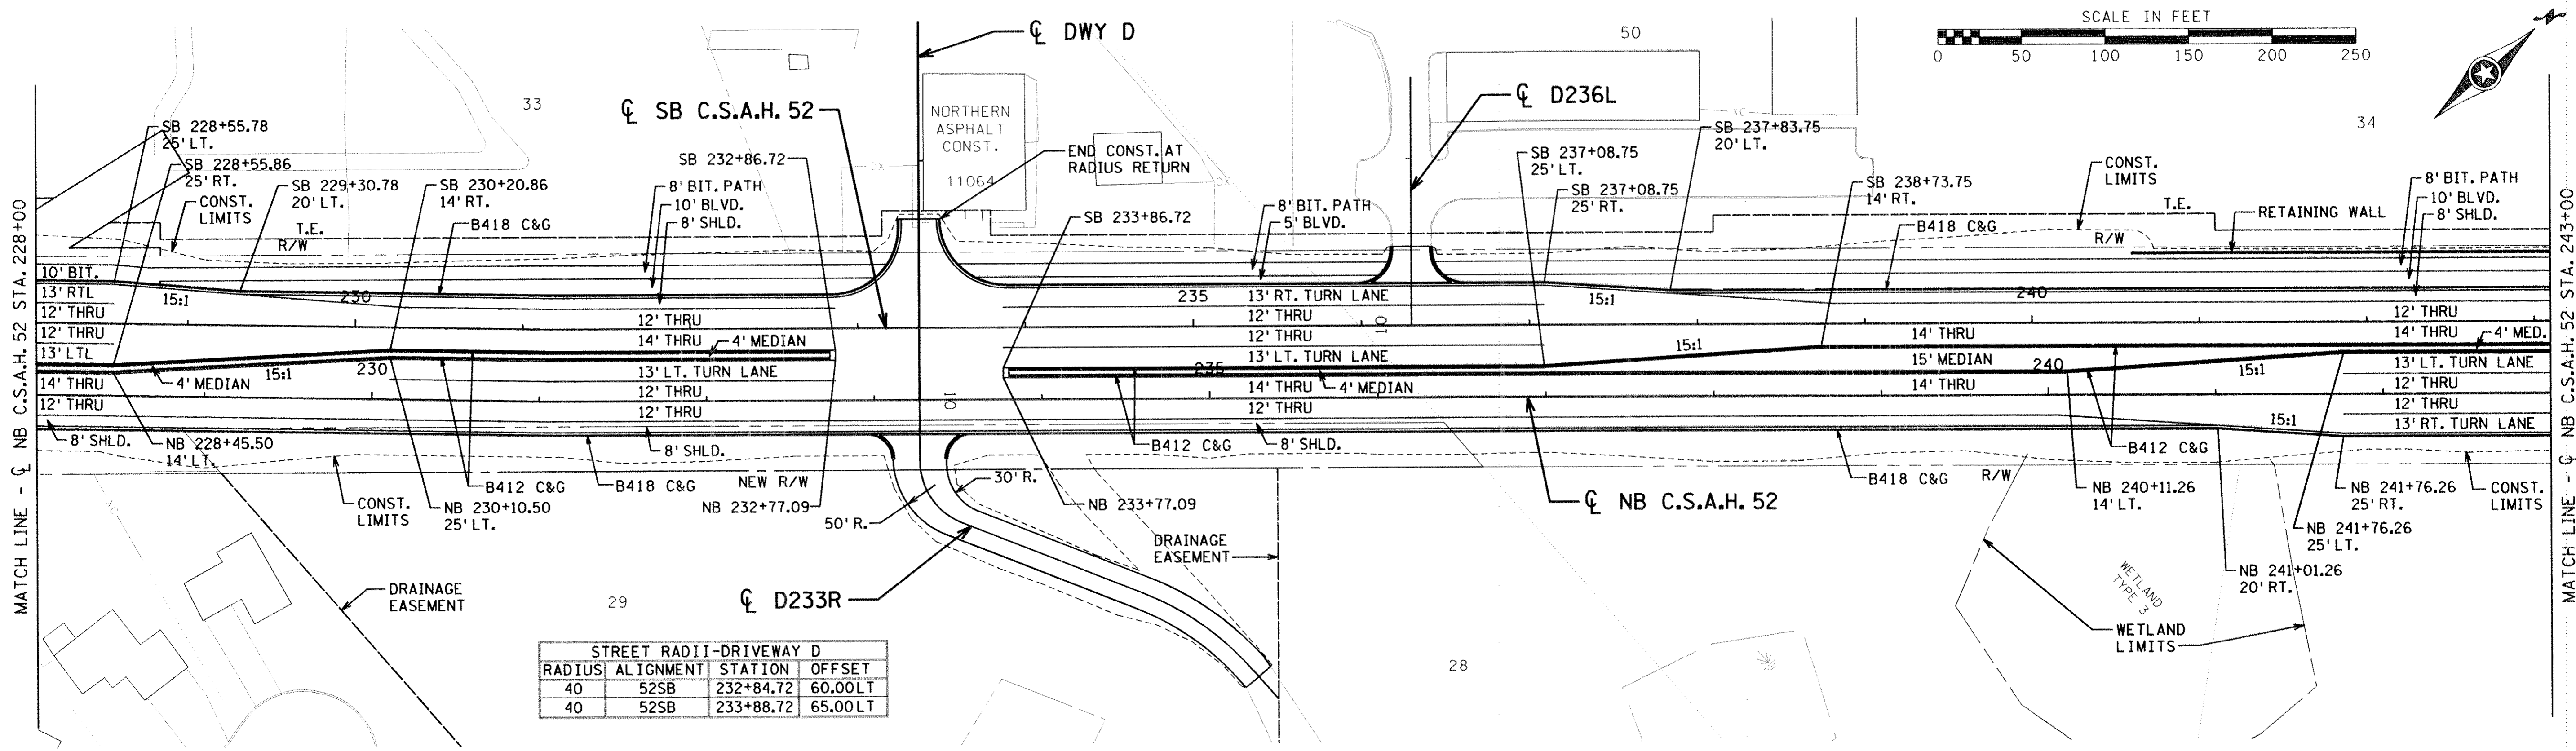 SCALE IN FEET
0 50 100 150 200 250
℄ DWY D
50
33
34
℄ SB C.S.A.H. 52
℄ D236L
NORTHERN
ASPHALT
CONST.
11064
END CONST. AT
RADIUS RETURN
SB 228+55.78
25' LT.
SB 228+55.86
25' RT.
SB 229+30.78
20' LT.
SB 230+20.86
14' RT.
SB 232+86.72
SB 233+86.72
SB 237+08.75
25' LT.
SB 237+08.75
25' RT.
SB 237+83.75
20' LT.
SB 238+73.75
14' RT.
CONST.
LIMITS
T.E.
R/W
B418 C&G
8' BIT. PATH
10' BLVD.
8' SHLD.
8' BIT. PATH
5' BLVD.
B418 C&G
CONST.
LIMITS
T.E.
R/W
RETAINING WALL
8' BIT. PATH
10' BLVD.
8' SHLD.
MATCH LINE - ℄ NB C.S.A.H. 52 STA. 228+00
10' BIT.
13' RTL
12' THRU
12' THRU
13' LTL
14' THRU
12' THRU
8' SHLD.
15:1
230
15:1
230
4' MEDIAN
12' THRU
14' THRU
4' MEDIAN
13' LT. TURN LANE
12' THRU
12' THRU
8' SHLD.
10
235
13' RT. TURN LANE
12' THRU
12' THRU
13' LT. TURN LANE
235
14' THRU
4' MEDIAN
12' THRU
8' SHLD.
10
15:1
15:1
240
14' THRU
15' MEDIAN
240
14' THRU
15:1
15:1
12' THRU
14' THRU
4' MED.
13' LT. TURN LANE
12' THRU
12' THRU
13' RT. TURN LANE
MATCH LINE - ℄ NB C.S.A.H. 52 STA. 243+00
NB 228+45.50
14' LT.
CONST.
LIMITS
NB 230+10.50
25' LT.
B412 C&G
B418 C&G
NEW R/W
NB 232+77.09
50' R.
30' R.
NB 233+77.09
B412 C&G
℄ NB C.S.A.H. 52
B418 C&G
R/W
NB 240+11.26
14' LT.
B412 C&G
NB 241+76.26
25' RT.
NB 241+76.26
25' LT.
NB 241+01.26
20' RT.
CONST.
LIMITS
DRAINAGE
EASEMENT
29
℄ D233R
DRAINAGE
EASEMENT
28
WETLAND
TYPE 3
WETLAND
LIMITS
STREET RADII-DRIVEWAY D
RADIUS ALIGNMENT STATION OFFSET
40 52SB 232+84.72 60.00LT
40 52SB 233+88.72 65.00LT